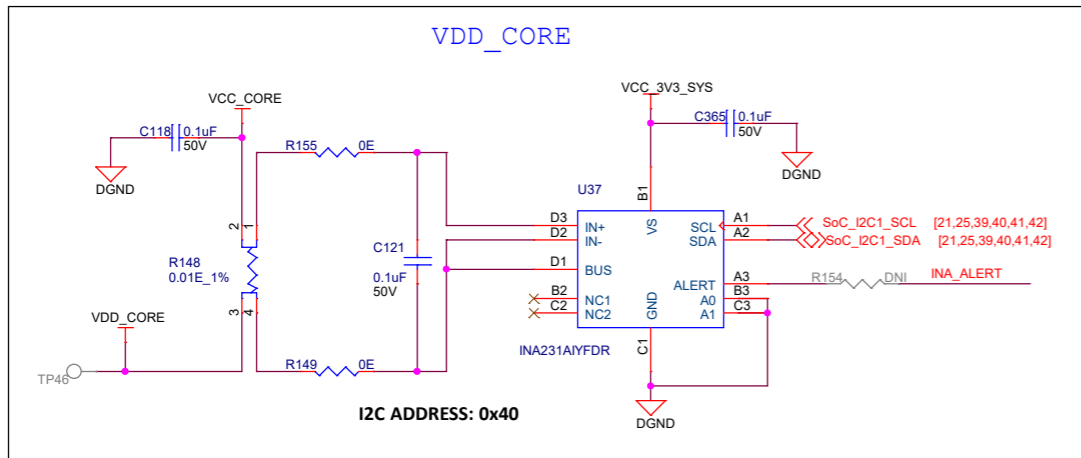 VDD_CORE
VCC_CORE
VCC_3V3_SYS
C118 0.1uF
50V
DGND
C365 0.1uF
50V
DGND
R155 0E
U37
B1
VS
2
1
D3 IN+
D2 IN-
D1 BUS
B2 NC1
C2 NC2
SCL A1 SoC_I2C1_SCL [21,25,39,40,41,42]
SDA A2 SoC_I2C1_SDA [21,25,39,40,41,42]
ALERT A3 R154 DNI INA_ALERT
A0 B3
A1 C3
GND
C1
C121
0.1uF
50V
R148
0.01E_1%
3
4
VDD_CORE
TP46
R149 0E
INA231AIYFDR
I2C ADDRESS: 0x40
DGND